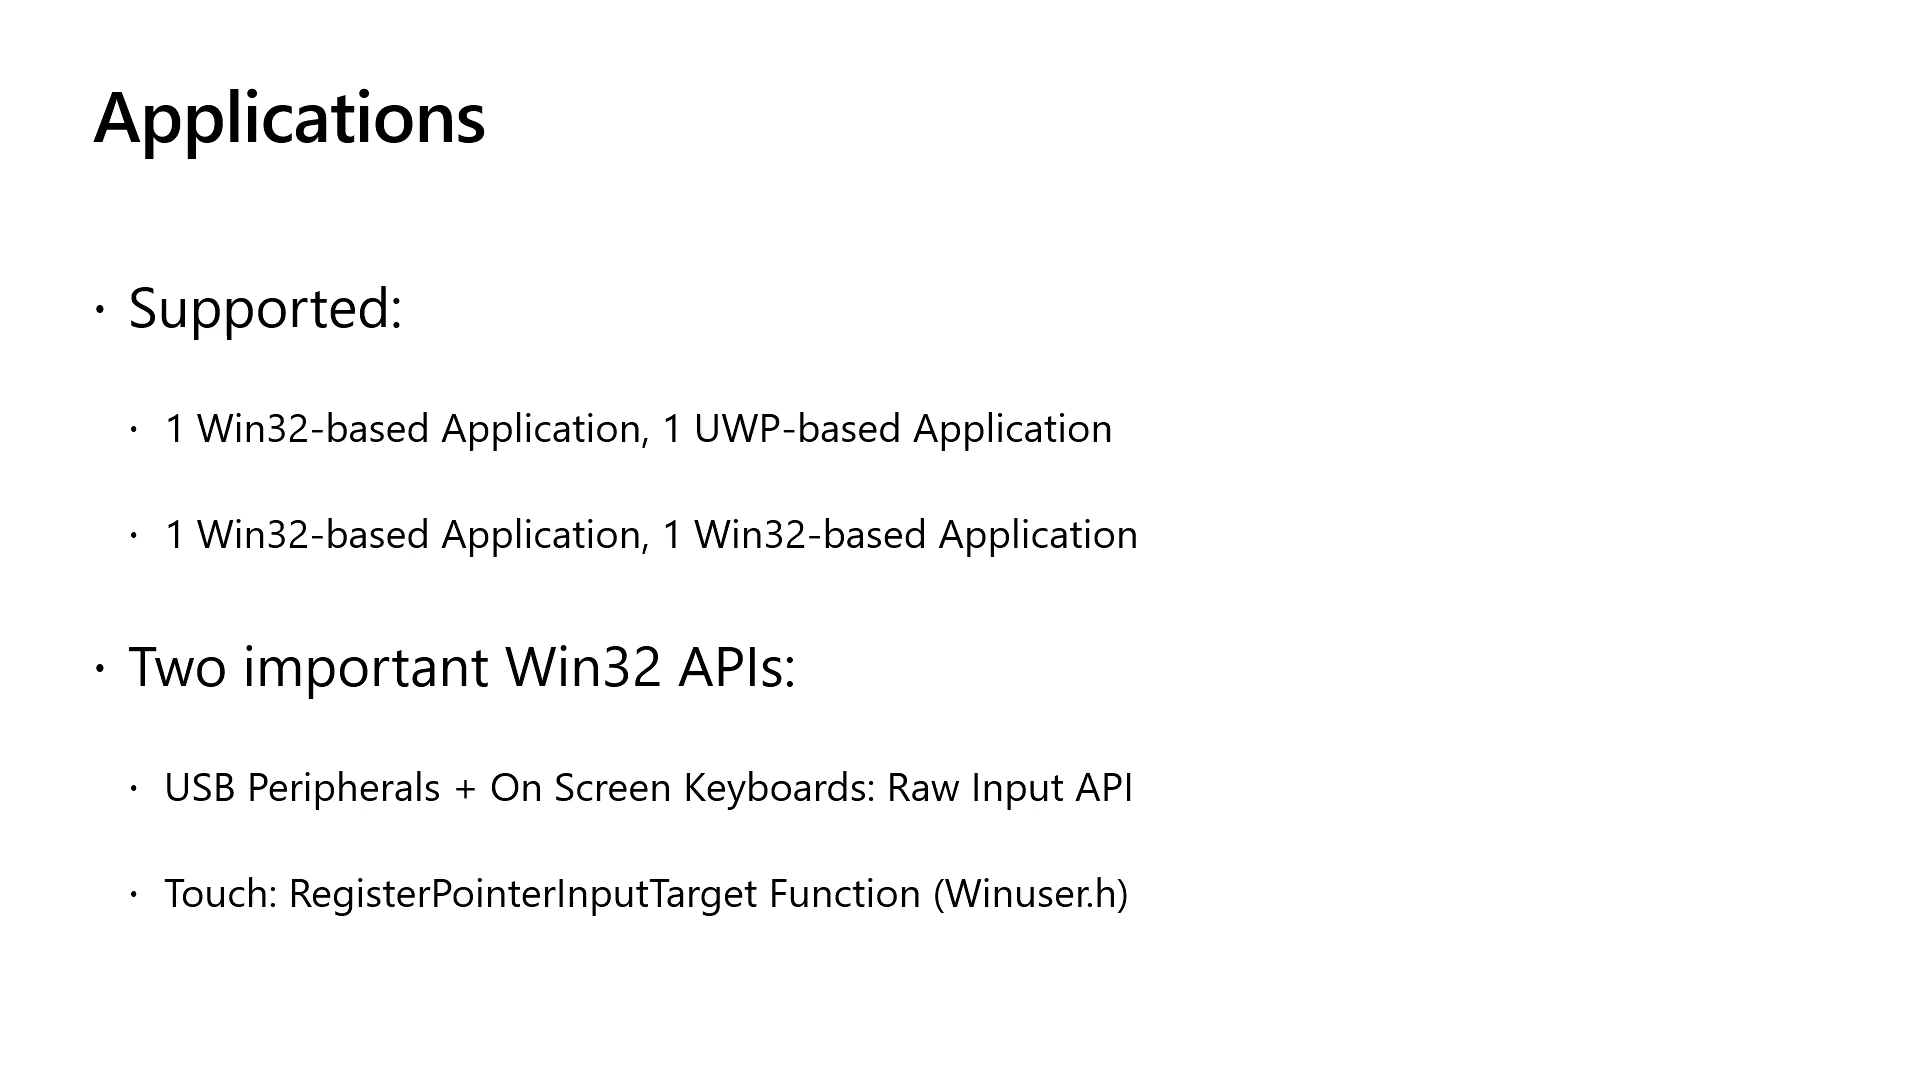 Applications
· Supported:
· 1 Win32-based Application, 1 UWP-based Application
· 1 Win32-based Application, 1 Win32-based Application
· Two important Win32 APIs:
· USB Peripherals + On Screen Keyboards: Raw Input API
· Touch: RegisterPointerInputTarget Function (Winuser.h)